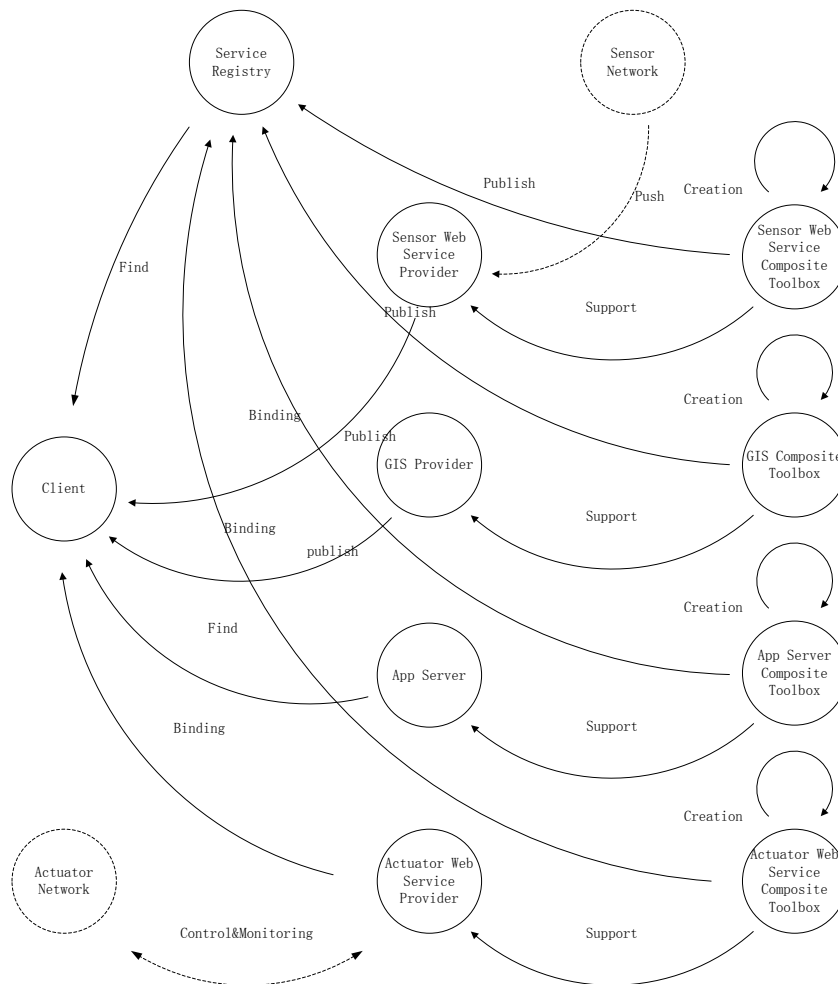 Service
Registry
Sensor
Network
Publish
Creation
Push
Sensor Web
Service
Provider
Sensor Web
Service
Composite
Toolbox
Find
Publish
Support
Creation
Binding
Publish
GIS Provider
GIS Composite
Toolbox
Client
Support
Binding
publish
Creation
Find
App Server
App Server
Composite
Toolbox
Binding
Support
Creation
Actuator
Network
Actuator Web
Service
Provider
Actuator Web
Service
Composite
Toolbox
Control&Monitoring
Support